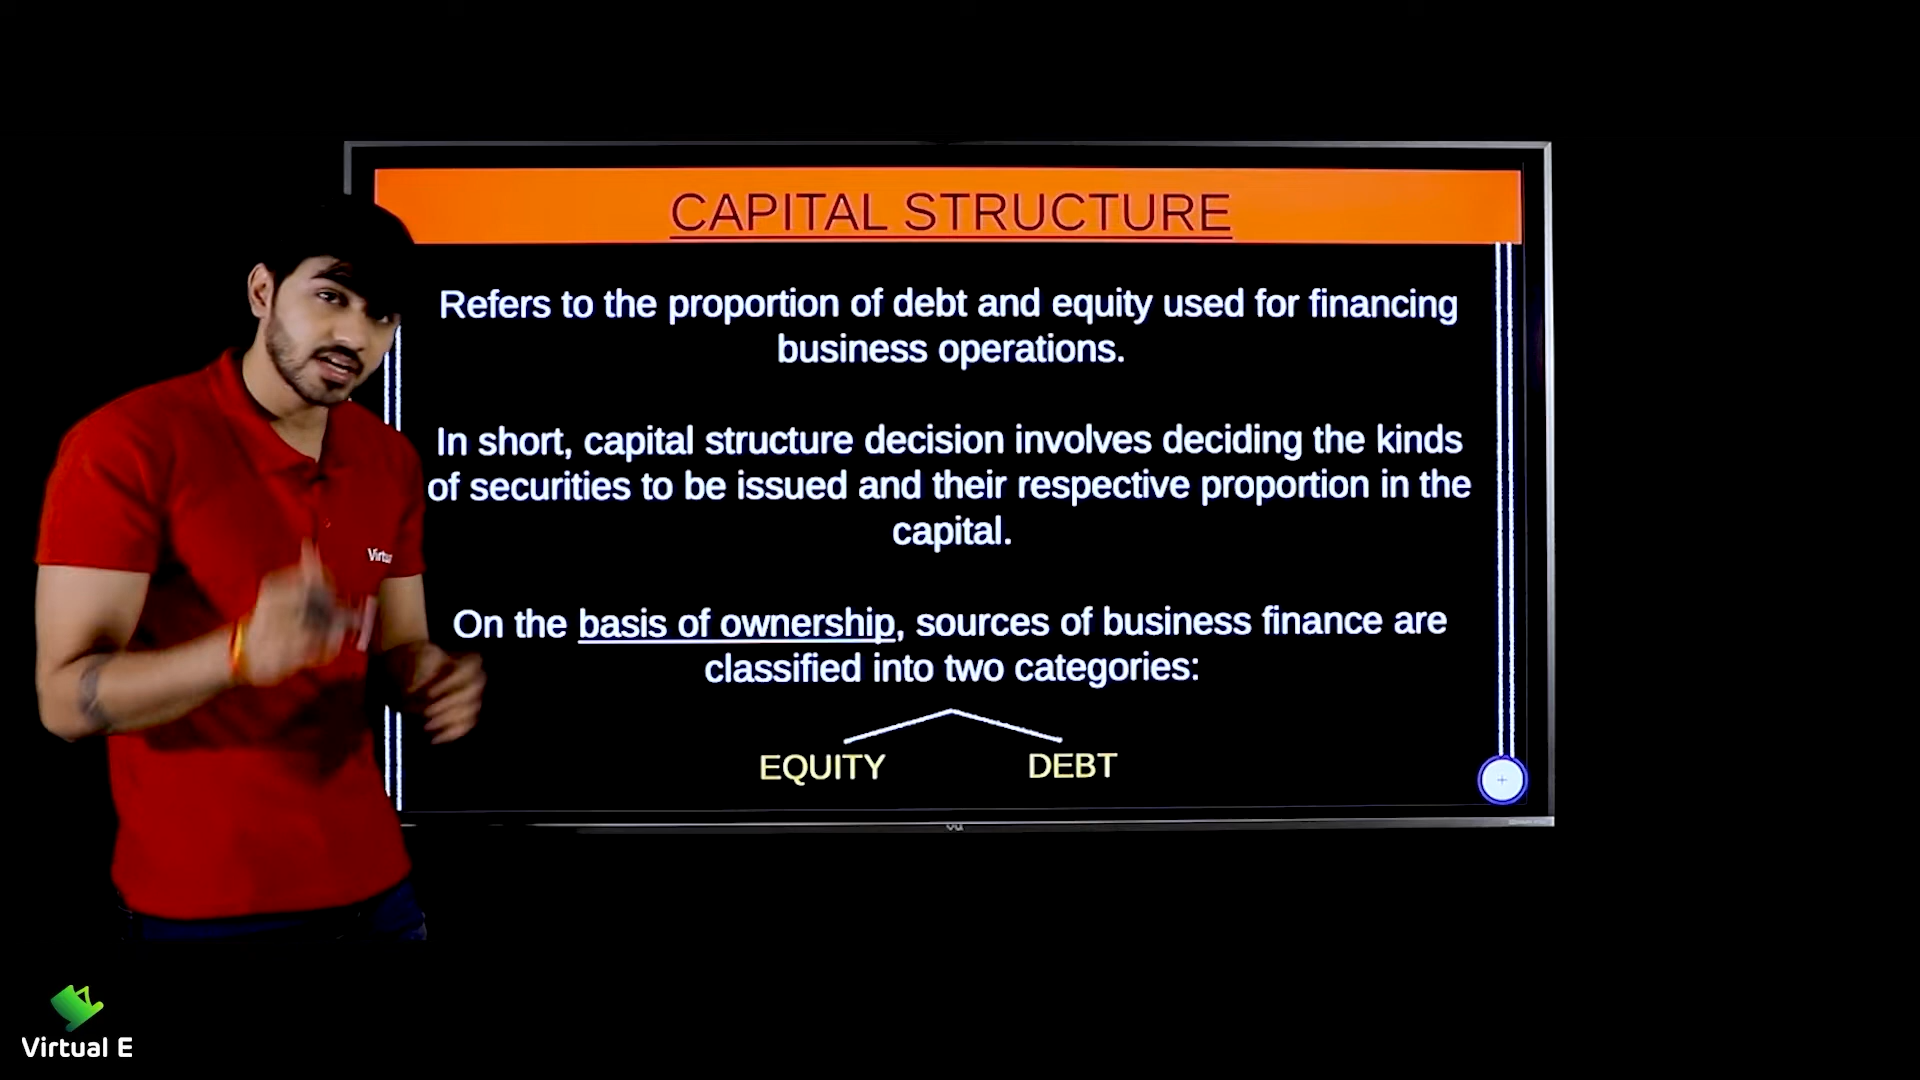 CAPITAL STRUCTURE
Refers to the proportion of debt and equity used for financing
business operations.
In short, capital structure decision involves deciding the kinds
of securities to be issued and their respective proportion in the
capital.
On the basis of ownership, sources of business finance are
classified into two categories:
EQUITY DEBT
Virtual E